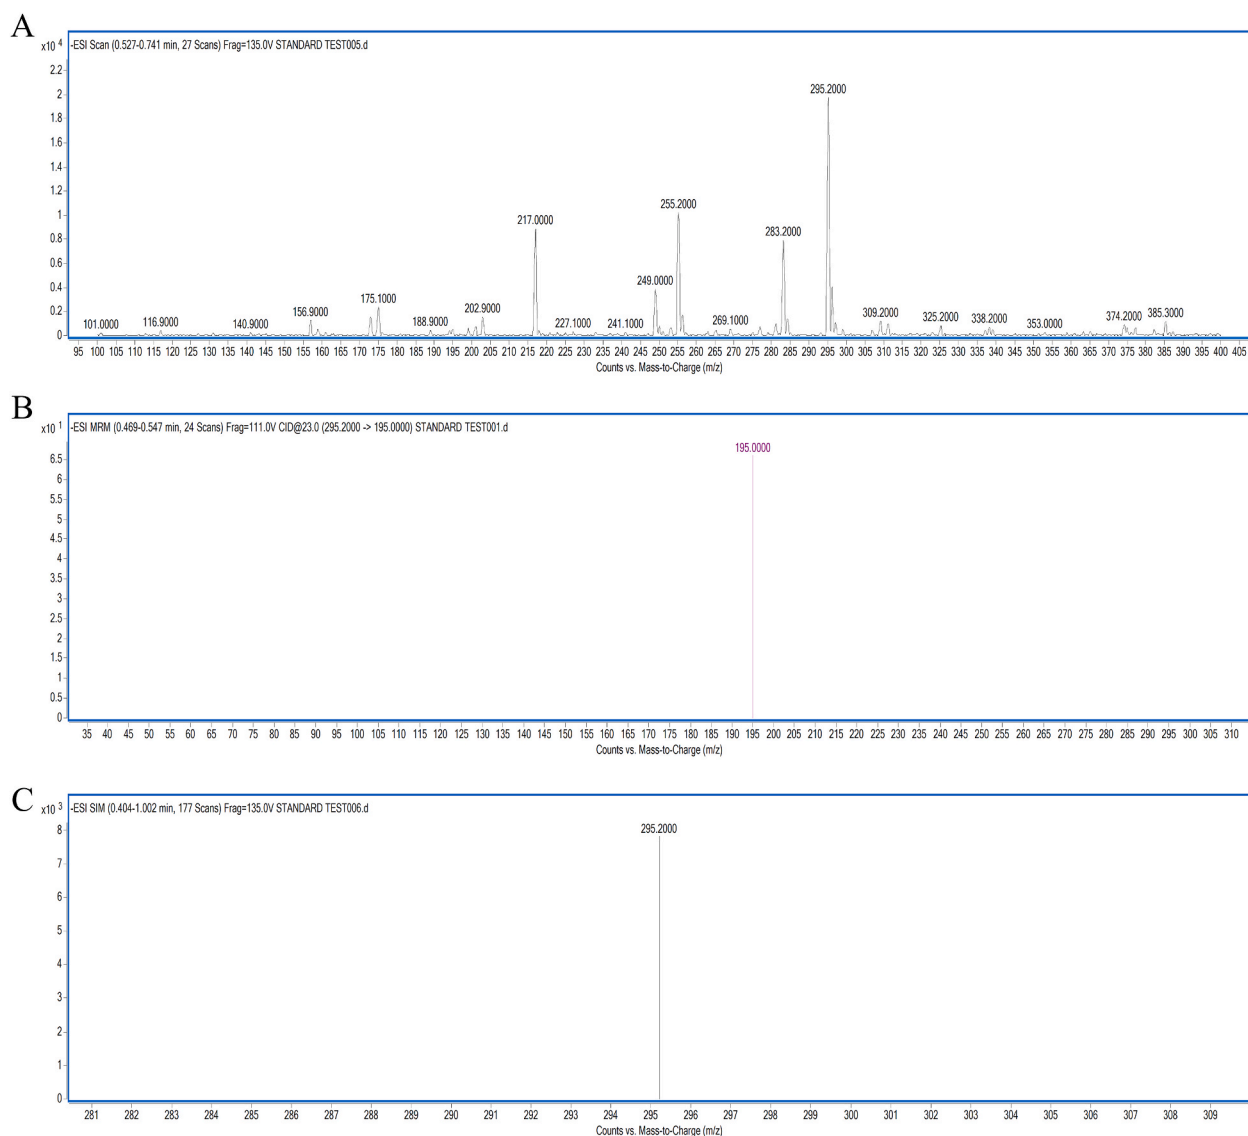 A
x10 4
-ESI Scan (0.527-0.741 min, 27 Scans) Frag=135.0V STANDARD TEST005.d
2.2
2
1.8
1.6
1.4
1.2
1
0.8
0.6
0.4
0.2
0
101.0000 116.9000 140.9000 156.9000 175.1000 188.9000 202.9000 217.0000 227.1000 241.1000 249.0000 255.2000 269.1000 283.2000 295.2000 309.2000 325.2000 338.2000 353.0000 374.2000 385.3000
95 100 105 110 115 120 125 130 135 140 145 150 155 160 165 170 175 180 185 190 195 200 205 210 215 220 225 230 235 240 245 250 255 260 265 270 275 280 285 290 295 300 305 310 315 320 325 330 335 340 345 350 355 360 365 370 375 380 385 390 395 400 405
Counts vs. Mass-to-Charge (m/z)
B
x10 1
-ESI MRM (0.469-0.547 min, 24 Scans) Frag=111.0V CID@23.0 (295.2000 -> 195.0000) STANDARD TEST001.d
195.0000
6.5
6
5.5
5
4.5
4
3.5
3
2.5
2
1.5
1
0.5
0
35 40 45 50 55 60 65 70 75 80 85 90 95 100 105 110 115 120 125 130 135 140 145 150 155 160 165 170 175 180 185 190 195 200 205 210 215 220 225 230 235 240 245 250 255 260 265 270 275 280 285 290 295 300 305 310
Counts vs. Mass-to-Charge (m/z)
C
x10 3
-ESI SIM (0.404-1.002 min, 177 Scans) Frag=135.0V STANDARD TEST006.d
295.2000
8
7
6
5
4
3
2
1
0
281 282 283 284 285 286 287 288 289 290 291 292 293 294 295 296 297 298 299 300 301 302 303 304 305 306 307 308 309
Counts vs. Mass-to-Charge (m/z)